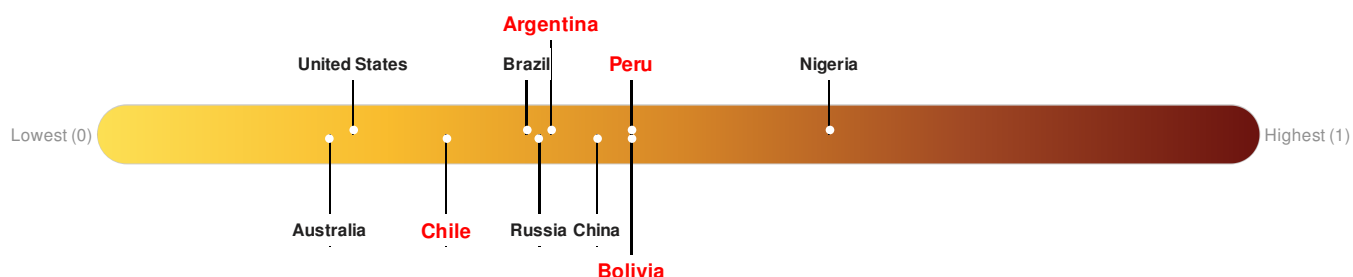 Argentina
United States Brazil Peru Nigeria
Lowest (0) Highest (1)
Australia Chile Russia China
Bolivia